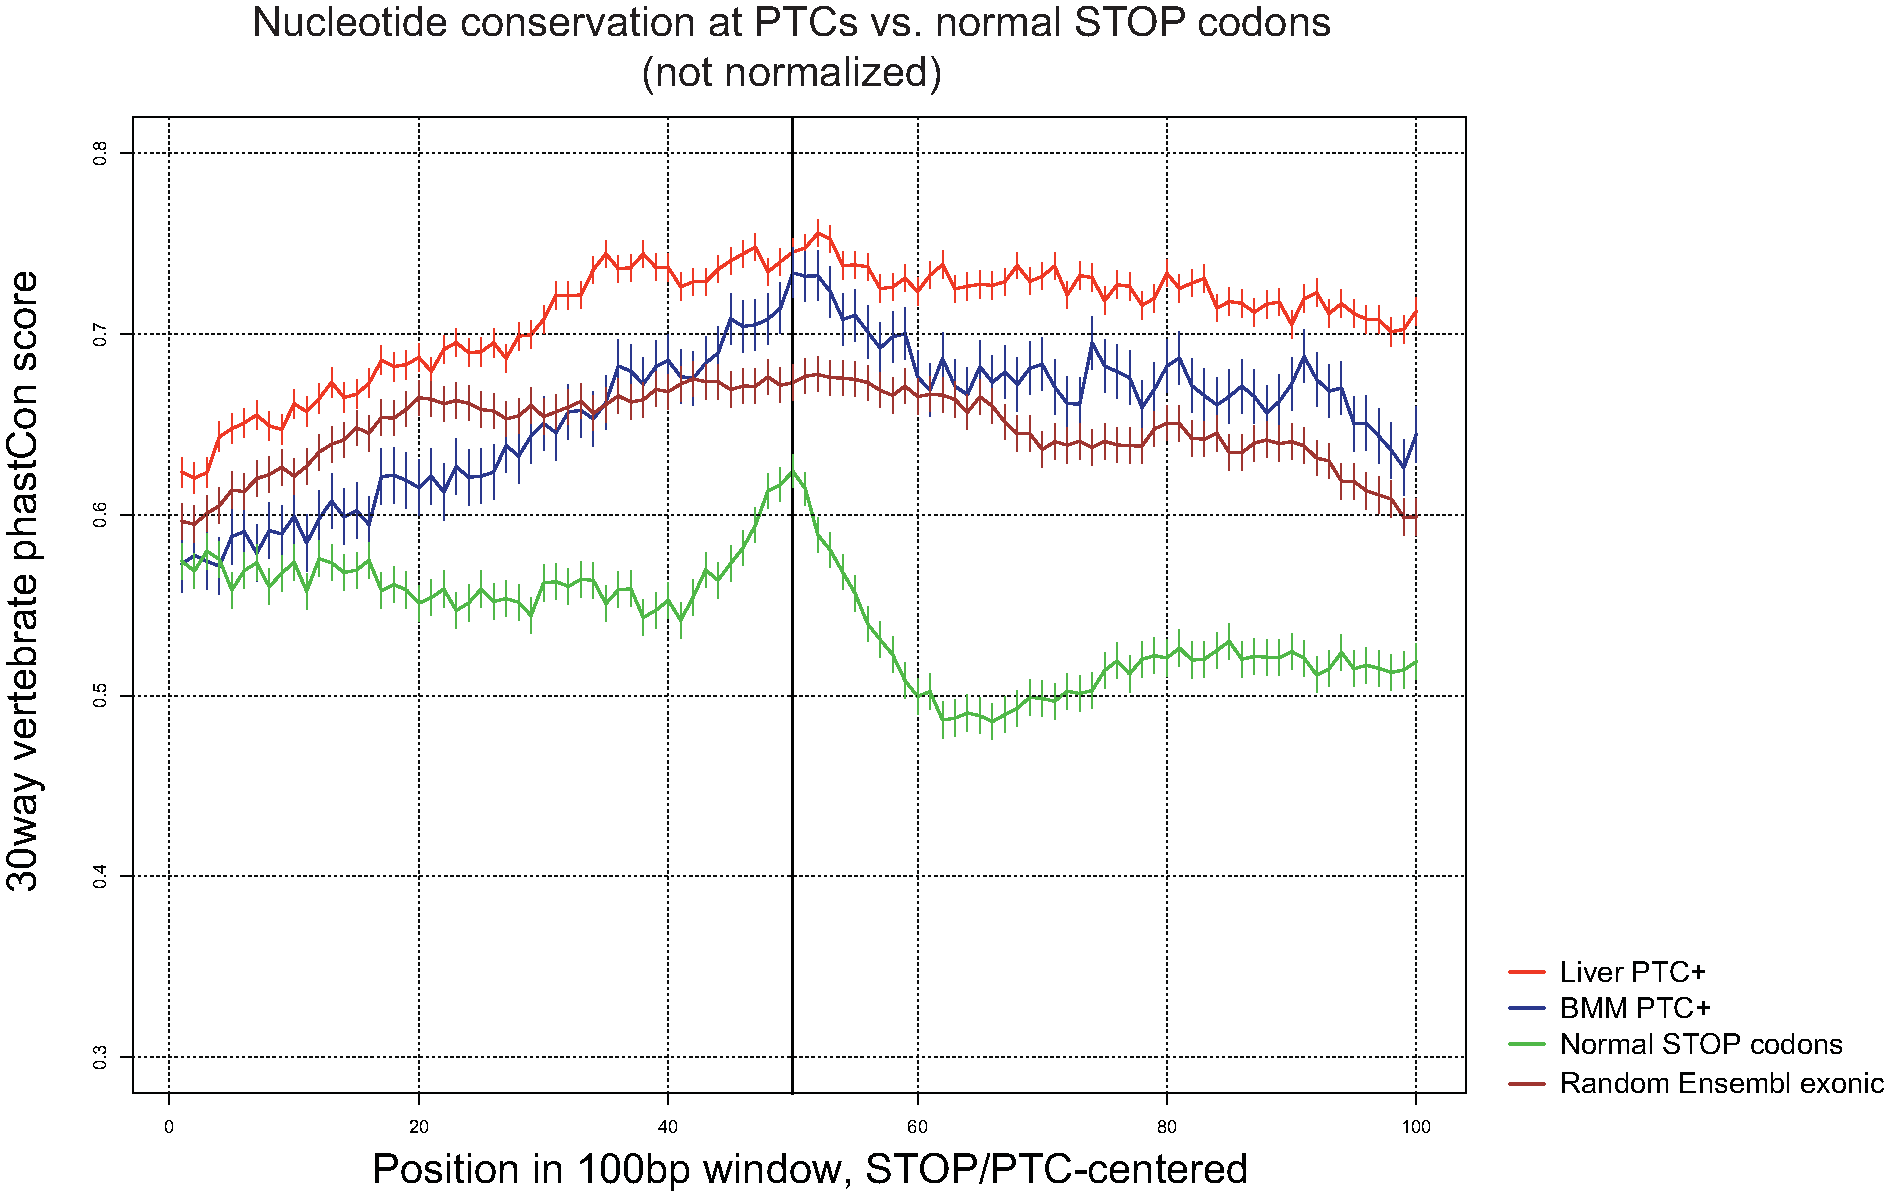 Nucleotide conservation at PTCs vs. normal STOP codons
(not normalized)
30way vertebrate phastCon score
0.8
0.7
0.6
0.5
0.4
0.3
0
20
40
60
80
100
Position in 100bp window, STOP/PTC-centered
Liver PTC+
BMM PTC+
Normal STOP codons
Random Ensembl exonic